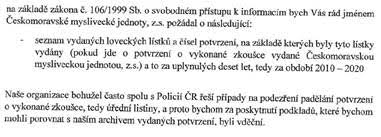 na základě zákona č. 106/1999 Sb. o svobodném přístupu k informacím bych Vás rád jménem
Českomoravské myslivecké jednoty, z.s. požádal o následující:
- seznam vydaných loveckých lístků a čísel potvrzení, na základě kterých byly tyto lístky
vydány (pokud jde o potvrzení o vykonané zkoušce vydané Českomoravskou
mysliveckou jednotou, z.s.) a to za uplynulých deset let, tedy za období 2010 – 2020
Naše organizace bohužel často spolu s Policií ČR řeší případy na podezření padělání potvrzení
o vykonané zkoušce, tedy úřední listiny, a proto bychom za poskytnutí podkladů, které bychom
mohli porovnat s naším archivem vydaných potvrzení, byli vděční.